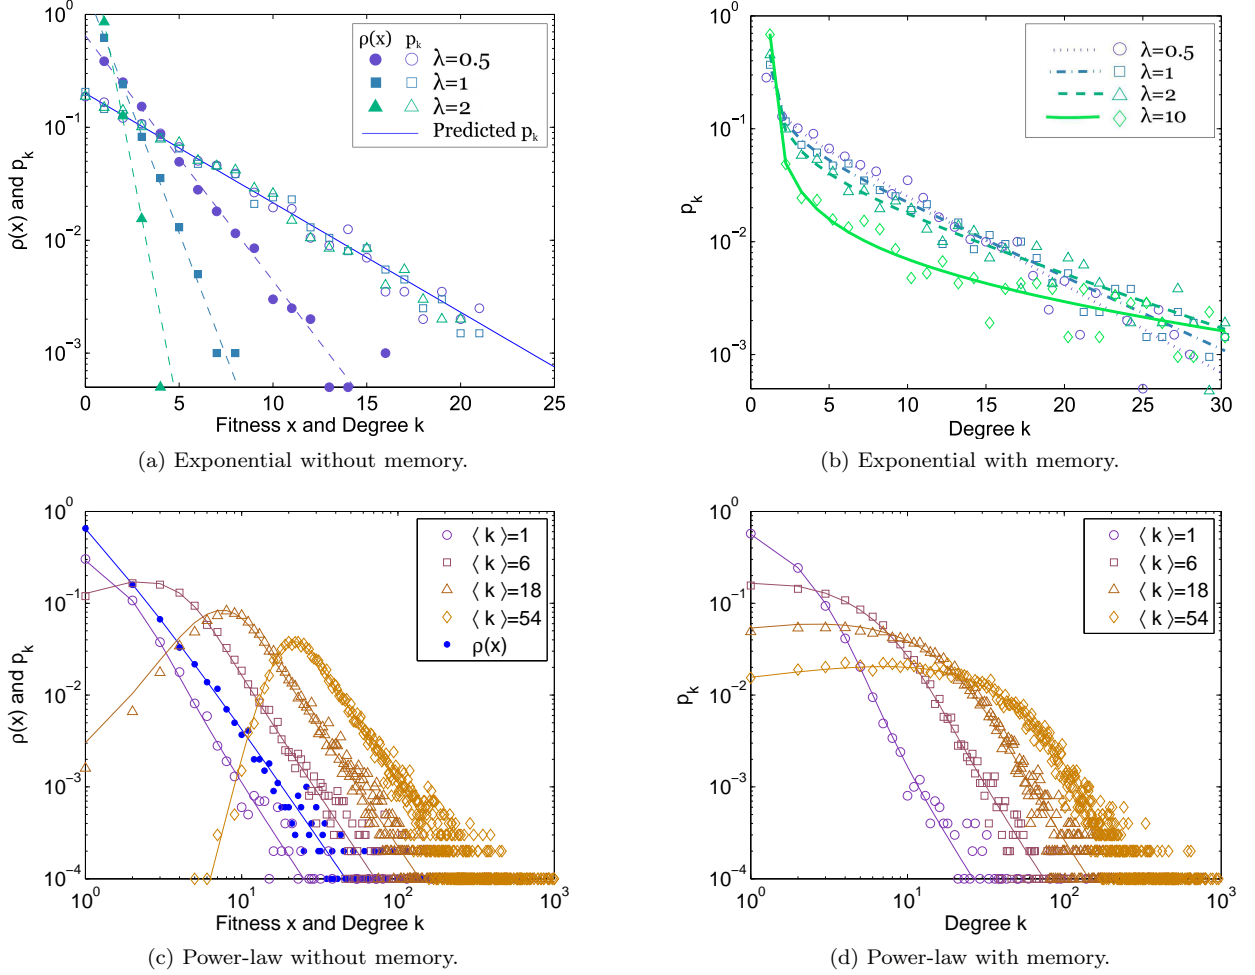 10^0
10^-1
10^-2
10^-3
ρ(x) and p_k
0 5 10 15 20 25
Fitness x and Degree k
ρ(x) p_k
λ=0.5
λ=1
λ=2
Predicted p_k
(a) Exponential without memory.
10^0
10^-1
10^-2
10^-3
p_k
0 5 10 15 20 25 30
Degree k
λ=0.5
λ=1
λ=2
λ=10
(b) Exponential with memory.
10^0
10^-1
10^-2
10^-3
10^-4
ρ(x) and p_k
10^0 10^1 10^2 10^3
Fitness x and Degree k
⟨ k ⟩=1
⟨ k ⟩=6
⟨ k ⟩=18
⟨ k ⟩=54
ρ(x)
(c) Power-law without memory.
10^0
10^-1
10^-2
10^-3
10^-4
p_k
10^0 10^1 10^2 10^3
Degree k
⟨ k ⟩=1
⟨ k ⟩=6
⟨ k ⟩=18
⟨ k ⟩=54
(d) Power-law with memory.